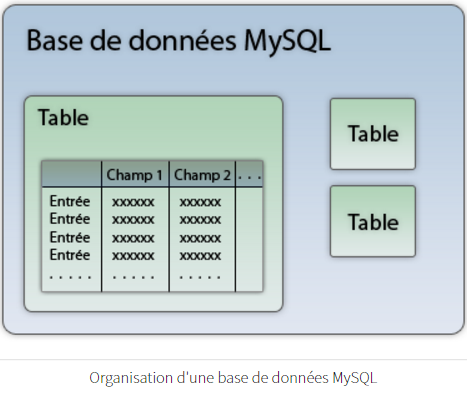 Base de données MySQL
Table
Champ 1 Champ 2 . . .
Entrée xxxxxx xxxxxx
Entrée xxxxxx xxxxxx
Entrée xxxxxx xxxxxx
Entrée xxxxxx xxxxxx
. . . . . . . . . . . . . . .
Table
Table
Organisation d'une base de données MySQL